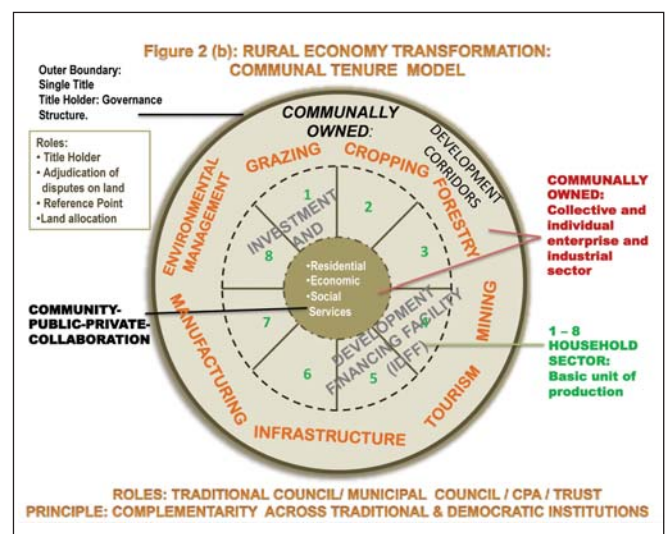 Figure 2 (b): RURAL ECONOMY TRANSFORMATION:
COMMUNAL TENURE MODEL
Outer Boundary:
Single Title
Title Holder: Governance
Structure.
Roles:
• Title Holder
• Adjudication of
disputes on land
• Reference Point
•Land allocation
COMMUNALLY
OWNED:
DEVELOPMENT
CORRIDORS
GRAZING
CROPPING
FORESTRY
MINING
TOURISM
INFRASTRUCTURE
MANUFACTURING
ENVIRONMENTAL
MANAGEMENT
1
2
3
4
5
6
7
8
INVESTMENT
AND
DEVELOPMENT
FINANCING FACILITY
(IDFF)
•Residential
•Economic
•Social
Services
COMMUNITY-
PUBLIC-PRIVATE-
COLLABORATION
COMMUNALLY
OWNED:
Collective and
individual
enterprise and
industrial
sector
1 – 8
HOUSEHOLD
SECTOR:
Basic unit of
production
ROLES: TRADITIONAL COUNCIL/ MUNICIPAL COUNCIL / CPA / TRUST
PRINCIPLE: COMPLEMENTARITY ACROSS TRADITIONAL & DEMOCRATIC INSTITUTIONS